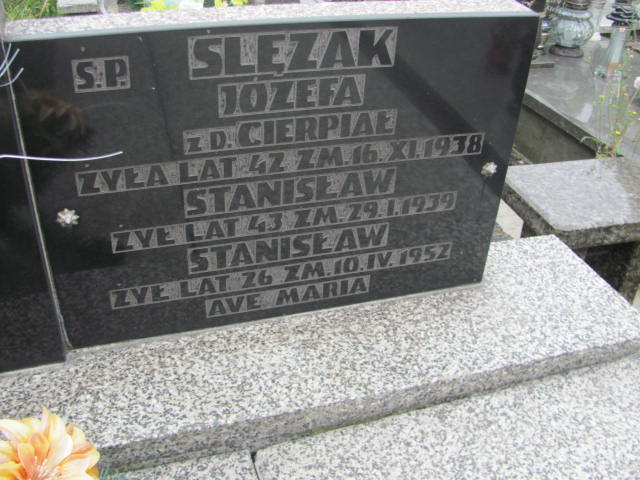 Ś.P. ŚLĘZAK
JÓZEFA
Z D. CIERPIAŁ
ŻYŁA LAT 42 ZM. 16. XI. 1938
STANISŁAW
ŻYŁ LAT 43 ZM. 29. I. 1939
STANISŁAW
ŻYŁ LAT 26 ZM. 10. IV. 1952
AVE MARIA